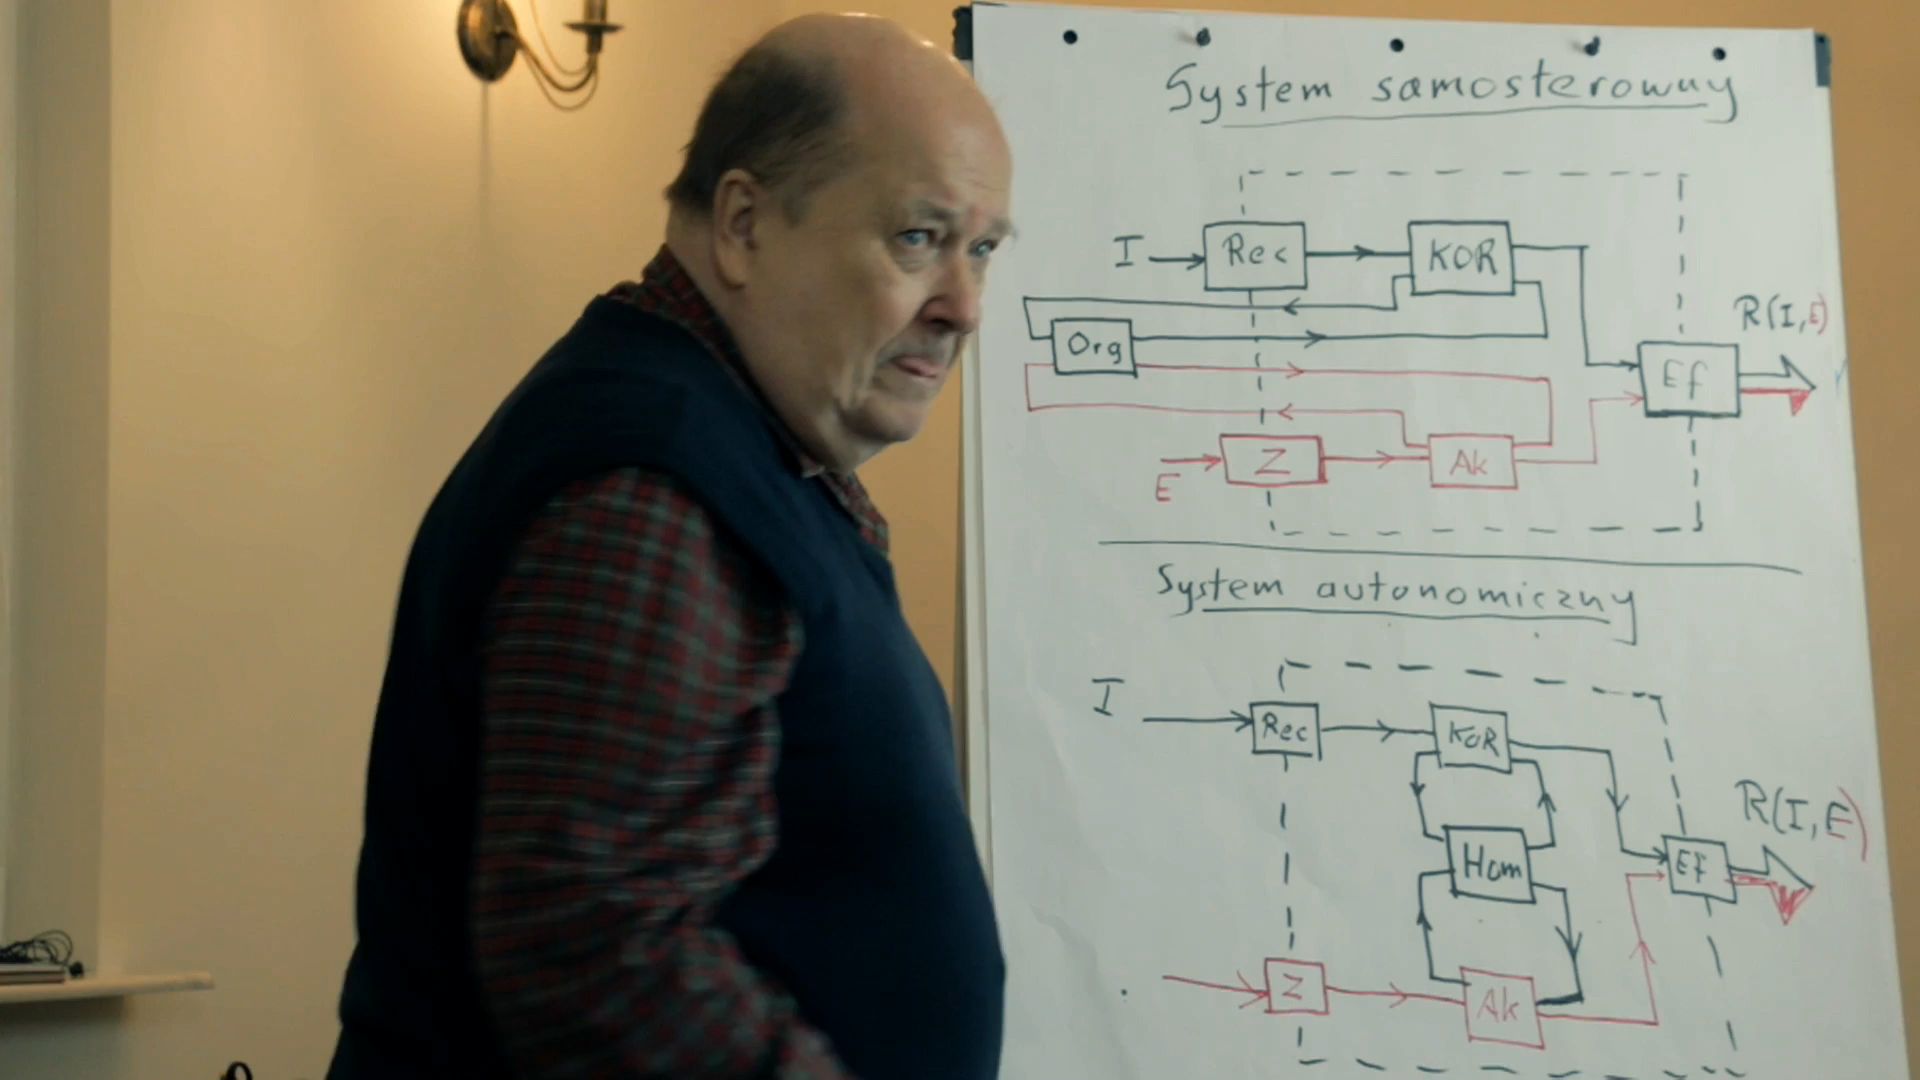 System samosterowny
I
Rec
KOR
R(I,E)
Org
Ef
E
Z
Ak
System autonomiczny
I
Rec
KOR
R(I,E)
Hom
Ef
Z
Ak